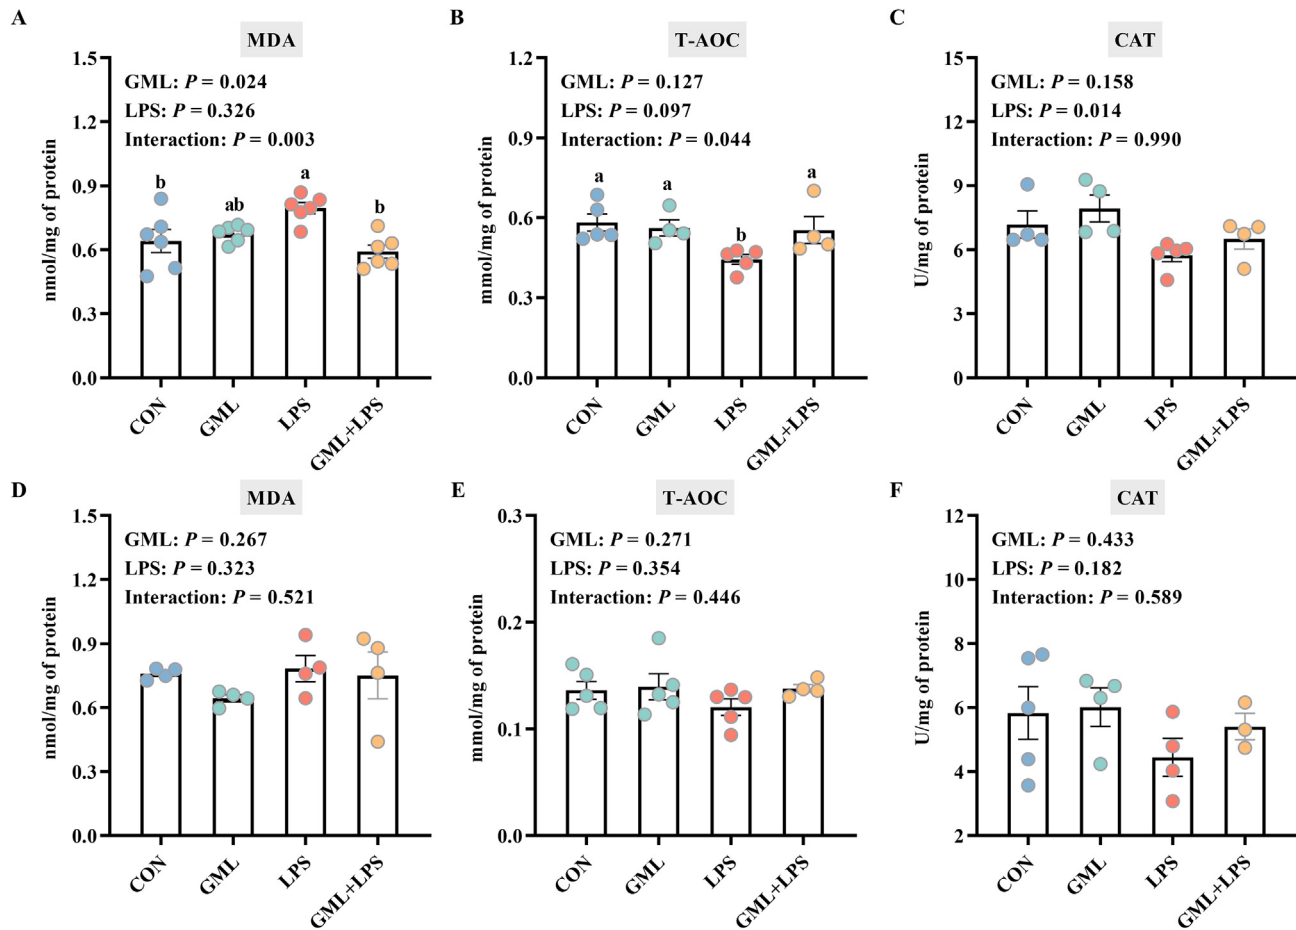 A
MDA
1.5
1.2
0.9
0.6
0.3
0.0
nmol/mg of protein
GML: P = 0.024
LPS: P = 0.326
Interaction: P = 0.003
b
ab
a
b
CON
GML
LPS
GML+LPS
B
T-AOC
1.2
0.9
0.6
0.3
0.0
mmol/mg of protein
GML: P = 0.127
LPS: P = 0.097
Interaction: P = 0.044
a
a
b
a
CON
GML
LPS
GML+LPS
C
CAT
15
12
9
6
3
0
U/mg of protein
GML: P = 0.158
LPS: P = 0.014
Interaction: P = 0.990
CON
GML
LPS
GML+LPS
D
MDA
1.5
1.2
0.9
0.6
0.3
0.0
nmol/mg of protein
GML: P = 0.267
LPS: P = 0.323
Interaction: P = 0.521
CON
GML
LPS
GML+LPS
E
T-AOC
0.3
0.2
0.1
0.0
mmol/mg of protein
GML: P = 0.271
LPS: P = 0.354
Interaction: P = 0.446
CON
GML
LPS
GML+LPS
F
CAT
12
10
8
6
4
2
U/mg of protein
GML: P = 0.433
LPS: P = 0.182
Interaction: P = 0.589
CON
GML
LPS
GML+LPS